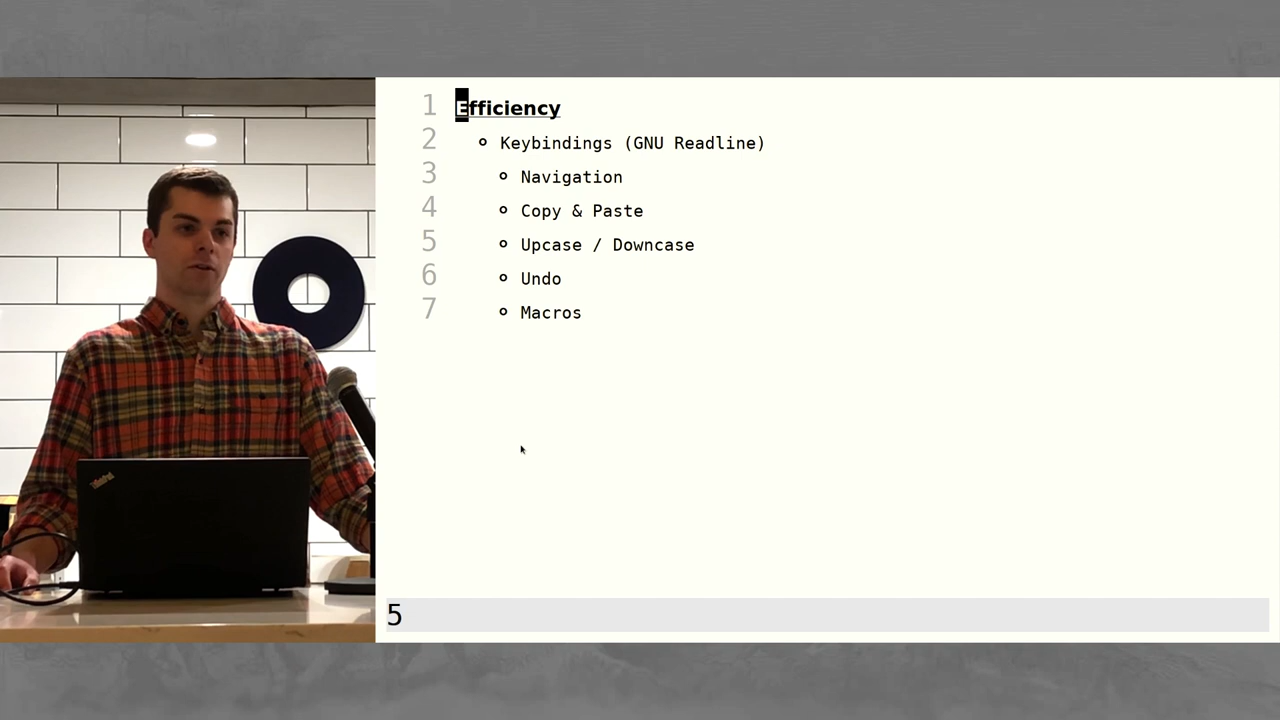 ThinkPad
1 Efficiency
2 Keybindings (GNU Readline)
3 Navigation
4 Copy & Paste
5 Upcase / Downcase
6 Undo
7 Macros
5